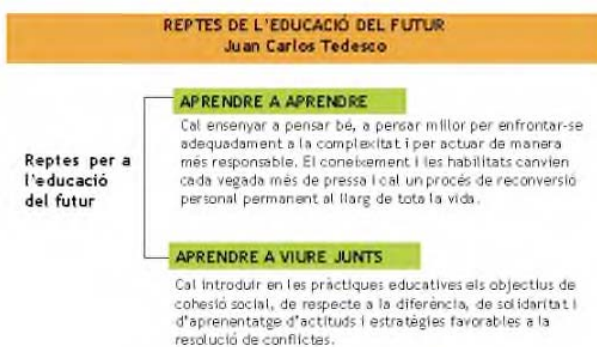 REPTES DE L'EDUCACIÓ DEL FUTUR
Juan Carlos Tedesco
APRENDRE A APRENDRE
Cal ensenyar a pensar bé, a pensar millor per enfrontar-se
adequadament a la complexitat i per actuar de manera
més responsable. El coneixement i les habilitats canvien
cada vegada més de pressa i cal un procés de reconversió
personal permanent al llarg de tota la vida.
Reptes per a
l'educació
del futur
APRENDRE A VIURE JUNTS
Cal introduir en les pràctiques educatives els objectius de
cohesió social, de respecte a la diferència, de solidaritat i
d'aprenentatge d'actituds i estratègies favorables a la
resolució de conflictes.